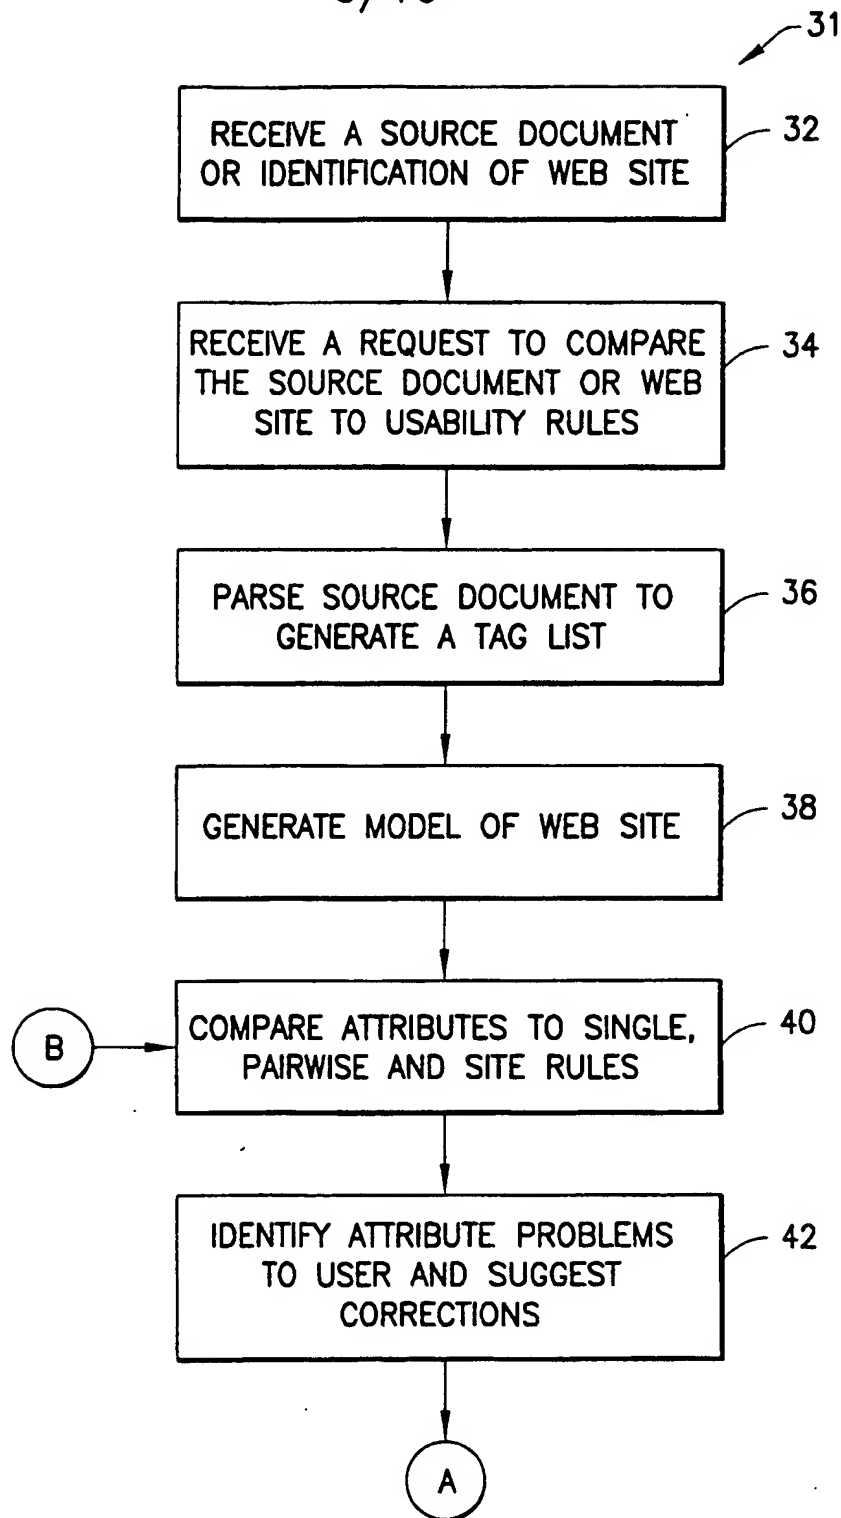 31
RECEIVE A SOURCE DOCUMENT
OR IDENTIFICATION OF WEB SITE
32
RECEIVE A REQUEST TO COMPARE
THE SOURCE DOCUMENT OR WEB
SITE TO USABILITY RULES
34
PARSE SOURCE DOCUMENT TO
GENERATE A TAG LIST
36
GENERATE MODEL OF WEB SITE
38
B
COMPARE ATTRIBUTES TO SINGLE,
PAIRWISE AND SITE RULES
40
IDENTIFY ATTRIBUTE PROBLEMS
TO USER AND SUGGEST
CORRECTIONS
42
A